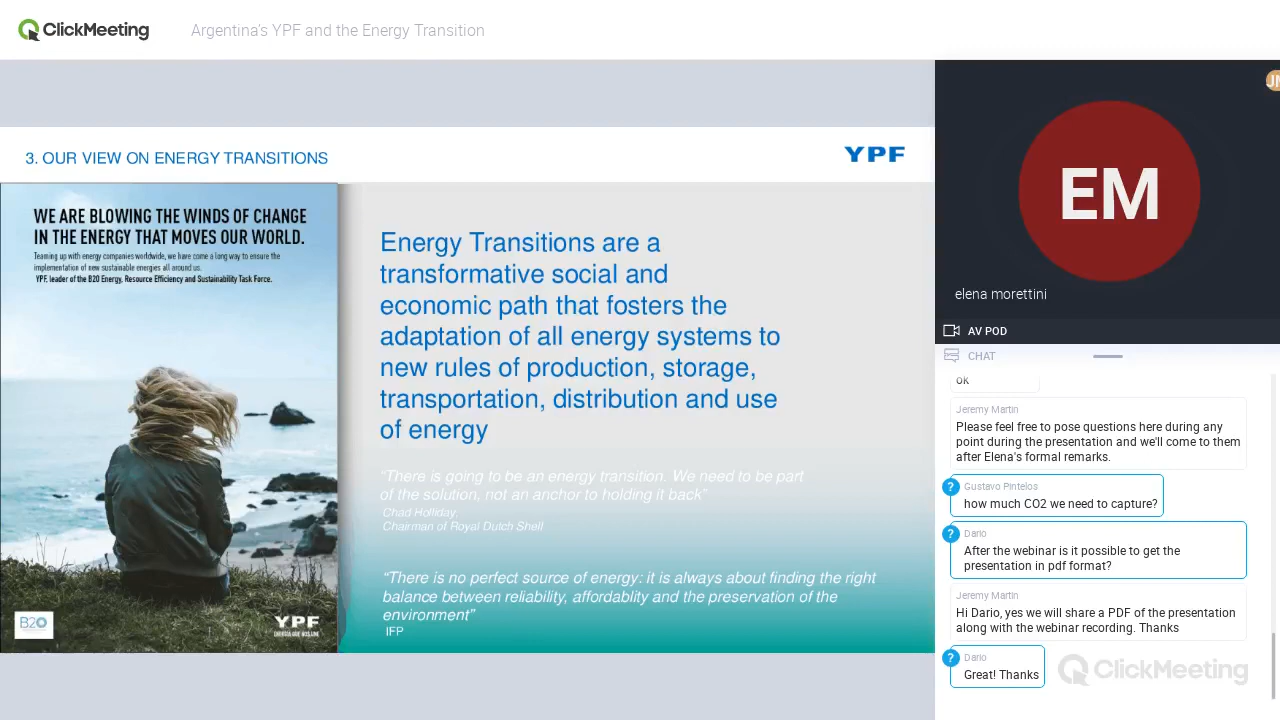 ClickMeeting
Argentina's YPF and the Energy Transition
3. OUR VIEW ON ENERGY TRANSITIONS
YPF
WE ARE BLOWING THE WINDS OF CHANGE
IN THE ENERGY THAT MOVES OUR WORLD.
Teaming up with energy companies worldwide, we have come a long way to ensure the
implementation of new sustainable energies all around us.
YPF, leader of the B20 Energy, Resource Efficiency and Sustainability Task Force.
B20
YPF
Energy Transitions are a
transformative social and
economic path that fosters the
adaptation of all energy systems to
new rules of production, storage,
transportation, distribution and use
of energy
“There is going to be an energy transition. We need to be part
of the solution, not an anchor to holding it back”
Chad Holliday,
Chairman of Royal Dutch Shell
“There is no perfect source of energy: it is always about finding the right
balance between reliability, affordablity and the preservation of the
environment”
IFP
EM
elena morettini
AV POD
CHAT
ok
Jeremy Martin
Please feel free to pose questions here during any
point during the presentation and we'll come to them
after Elena's formal remarks.
?
Gustavo Pintelos
how much CO2 we need to capture?
?
Dario
After the webinar is it possible to get the
presentation in pdf format?
Jeremy Martin
Hi Dario, yes we will share a PDF of the presentation
along with the webinar recording. Thanks
?
Dario
Great! Thanks
ClickMeeting